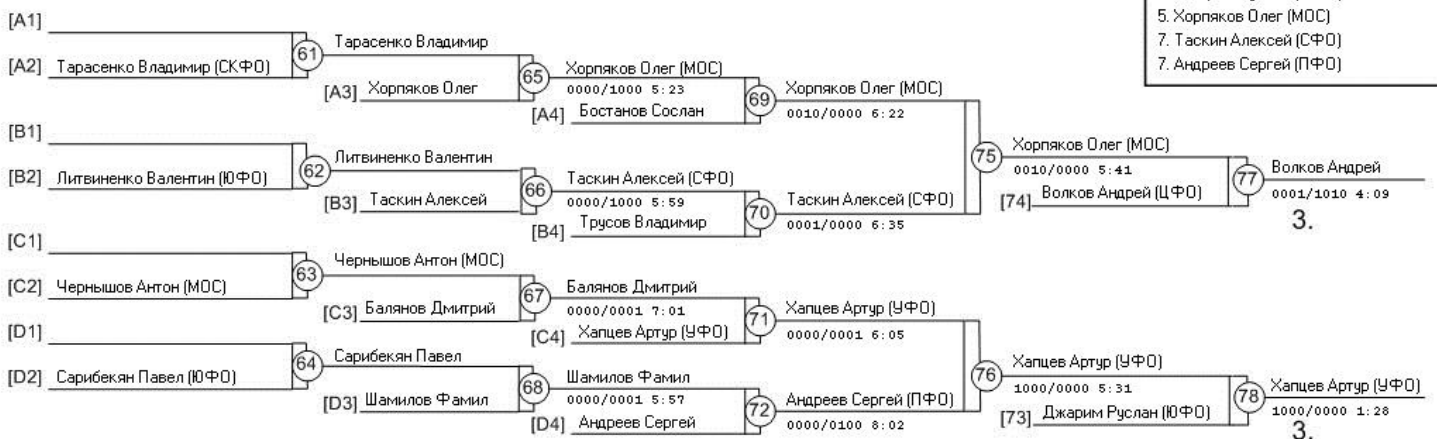 5. Хорпяков Олег (МОС)
7. Таскин Алексей (СФО)
7. Андреев Сергей (ПФО)
[A1]
[A2] Тарасенко Владимир (СКФО)
61
Тарасенко Владимир
[A3] Хорпяков Олег
65
Хорпяков Олег (МОС)
0000/1000 5:23
[A4] Бостанов Сослан
69
Хорпяков Олег (МОС)
0010/0000 6:22
[B1]
[B2] Литвиненко Валентин (ЮФО)
62
Литвиненко Валентин
[B3] Таскин Алексей
66
Таскин Алексей (СФО)
0000/1000 5:59
[B4] Трусов Владимир
70
Таскин Алексей (СФО)
0001/0000 6:35
75
Хорпяков Олег (МОС)
0010/0000 5:41
[74] Волков Андрей (ЦФО)
77
Волков Андрей
0001/1010 4:09
3.
[C1]
[C2] Чернышов Антон (МОС)
63
Чернышов Антон (МОС)
[C3] Балянов Дмитрий
67
Балянов Дмитрий
0000/0001 7:01
[C4] Хапцев Артур (УФО)
71
Хапцев Артур (УФО)
0000/0001 6:05
[D1]
[D2] Сарибекян Павел (ЮФО)
64
Сарибекян Павел
[D3] Шамилов Фамил
68
Шамилов Фамил
0000/0001 5:57
[D4] Андреев Сергей
72
Андреев Сергей (ПФО)
0000/0100 8:02
76
Хапцев Артур (УФО)
1000/0000 5:31
[73] Джарим Руслан (ЮФО)
78
Хапцев Артур (УФО)
1000/0000 1:28
3.